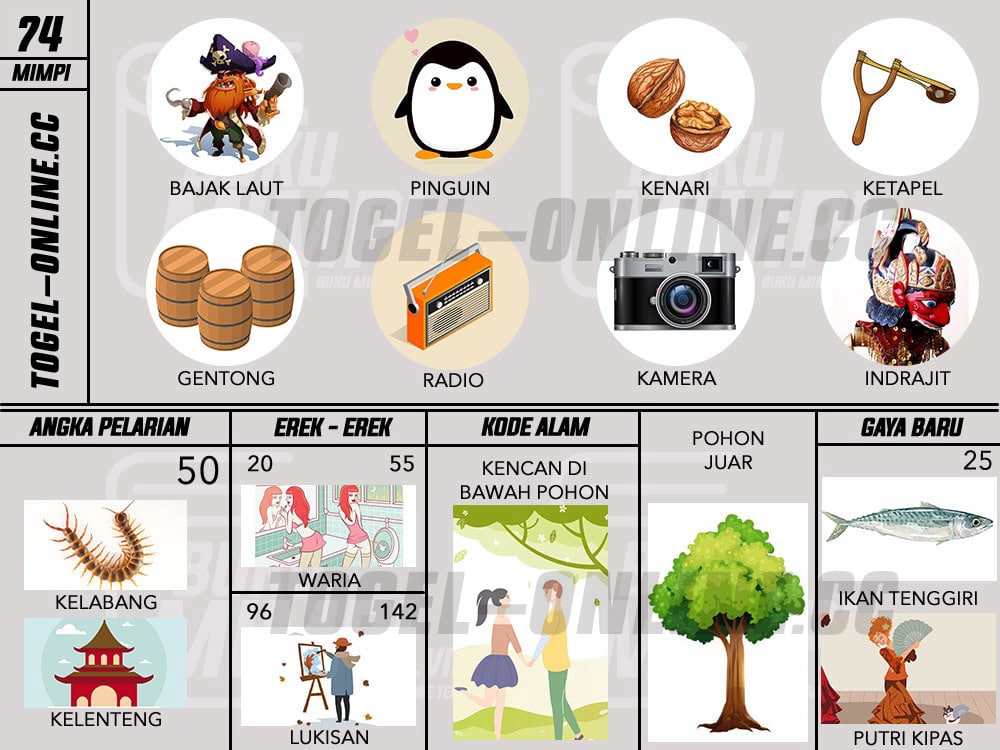 74
MIMPI
TOGEL-ONLINE.CC
BAJAK LAUT
PINGUIN
KENARI
KETAPEL
TOGEL-ONLINE.CC
GENTONG
RADIO
KAMERA
INDRAJIT
ANGKA PELARIAN
50
KELABANG
KELENTENG
EREK - EREK
20 55
WARIA
96 142
LUKISAN
KODE ALAM
KENCAN DI
BAWAH POHON
POHON
JUAR
GAYA BARU
25
IKAN TENGGIRI
PUTRI KIPAS
TOGEL-ONLINE.CC